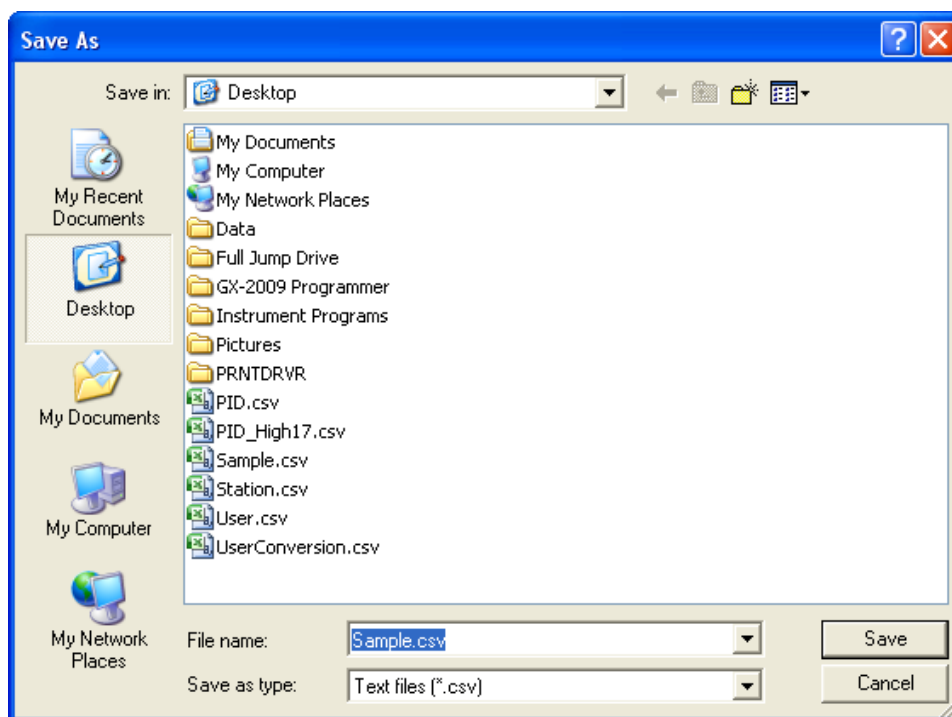 Save As
Save in:
Desktop
My Recent
Documents
Desktop
My Documents
My Computer
My Network
Places
My Documents
My Computer
My Network Places
Data
Full Jump Drive
GX-2009 Programmer
Instrument Programs
Pictures
PRNTDRVR
PID.csv
PID_High17.csv
Sample.csv
Station.csv
User.csv
UserConversion.csv
File name:
Sample.csv
Save
Save as type:
Text files (*.csv)
Cancel